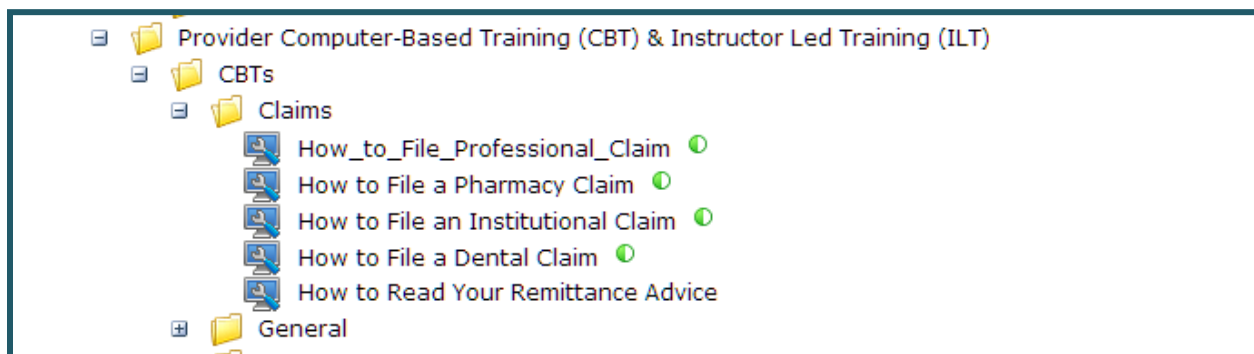 Provider Computer-Based Training (CBT) & Instructor Led Training (ILT)
CBTs
Claims
How_to_File_Professional_Claim
How to File a Pharmacy Claim
How to File an Institutional Claim
How to File a Dental Claim
How to Read Your Remittance Advice
General